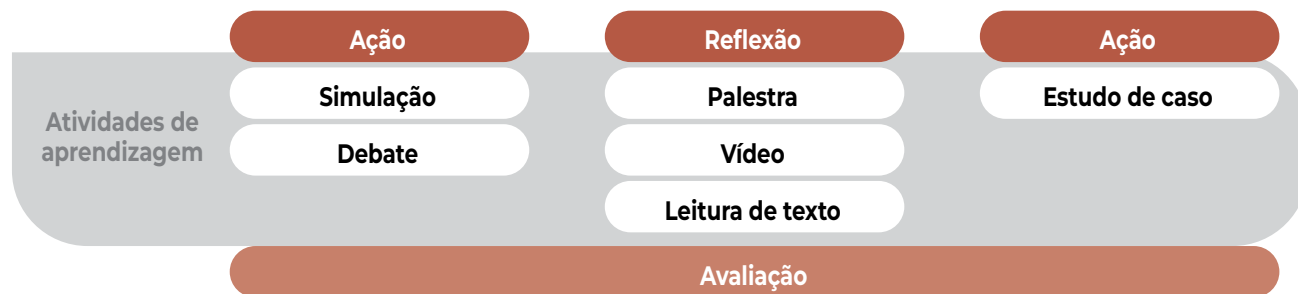 Ação
Reflexão
Ação
Atividades de
aprendizagem
Simulação
Debate
Palestra
Vídeo
Leitura de texto
Estudo de caso
Avaliação